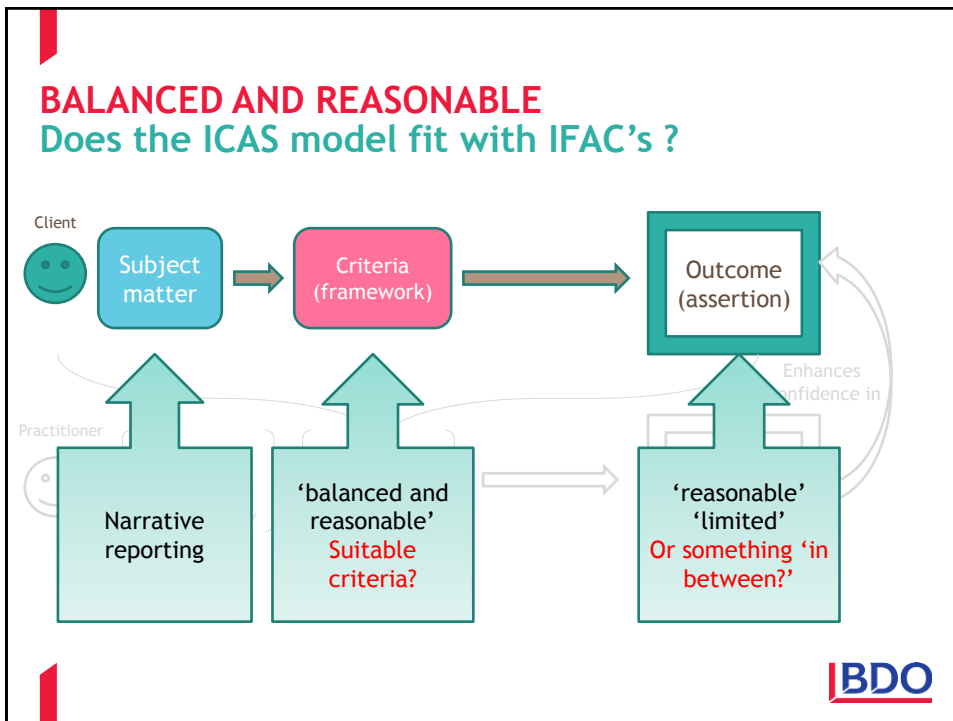 BALANCED AND REASONABLE
Does the ICAS model fit with IFAC's ?
Client
Subject
matter
Criteria
(framework)
Outcome
(assertion)
Enhances
confidence in
Practitioner
Narrative
reporting
'balanced and
reasonable'
Suitable
criteria?
'reasonable'
'limited'
Or something 'in
between?'
BDO